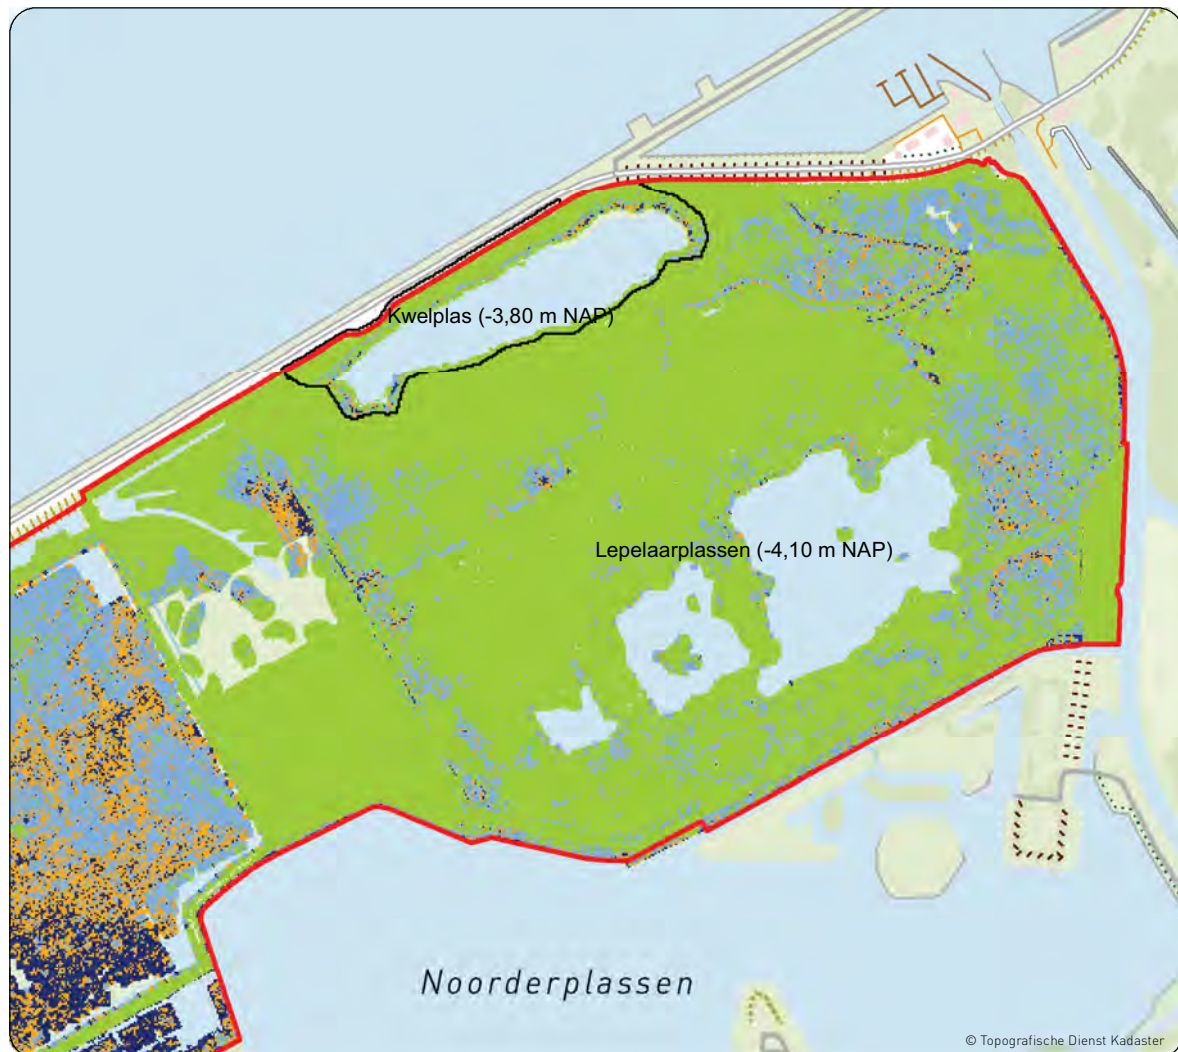 Kwelplas (-3,80 m NAP)
Lepelaarplassen (-4,10 m NAP)
Noorderplassen
© Topografische Dienst Kadaster